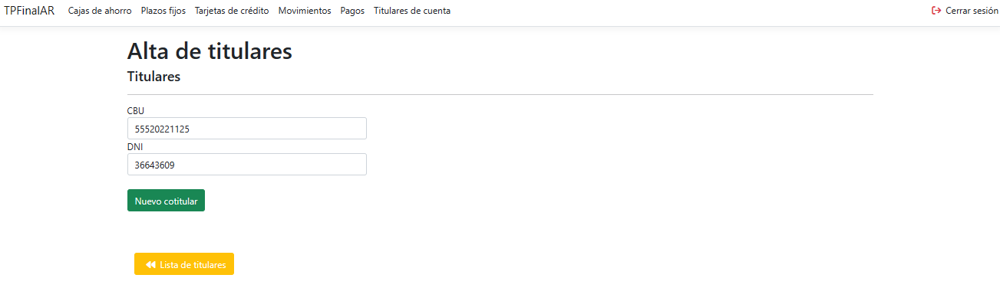 TPFinalAR Cajas de ahorro Plazos fijos Tarjetas de crédito Movimientos Pagos Titulares de cuenta Cerrar sesión
Alta de titulares
Titulares
CBU
55520221125
DNI
36643609
Nuevo cotitular
Lista de titulares